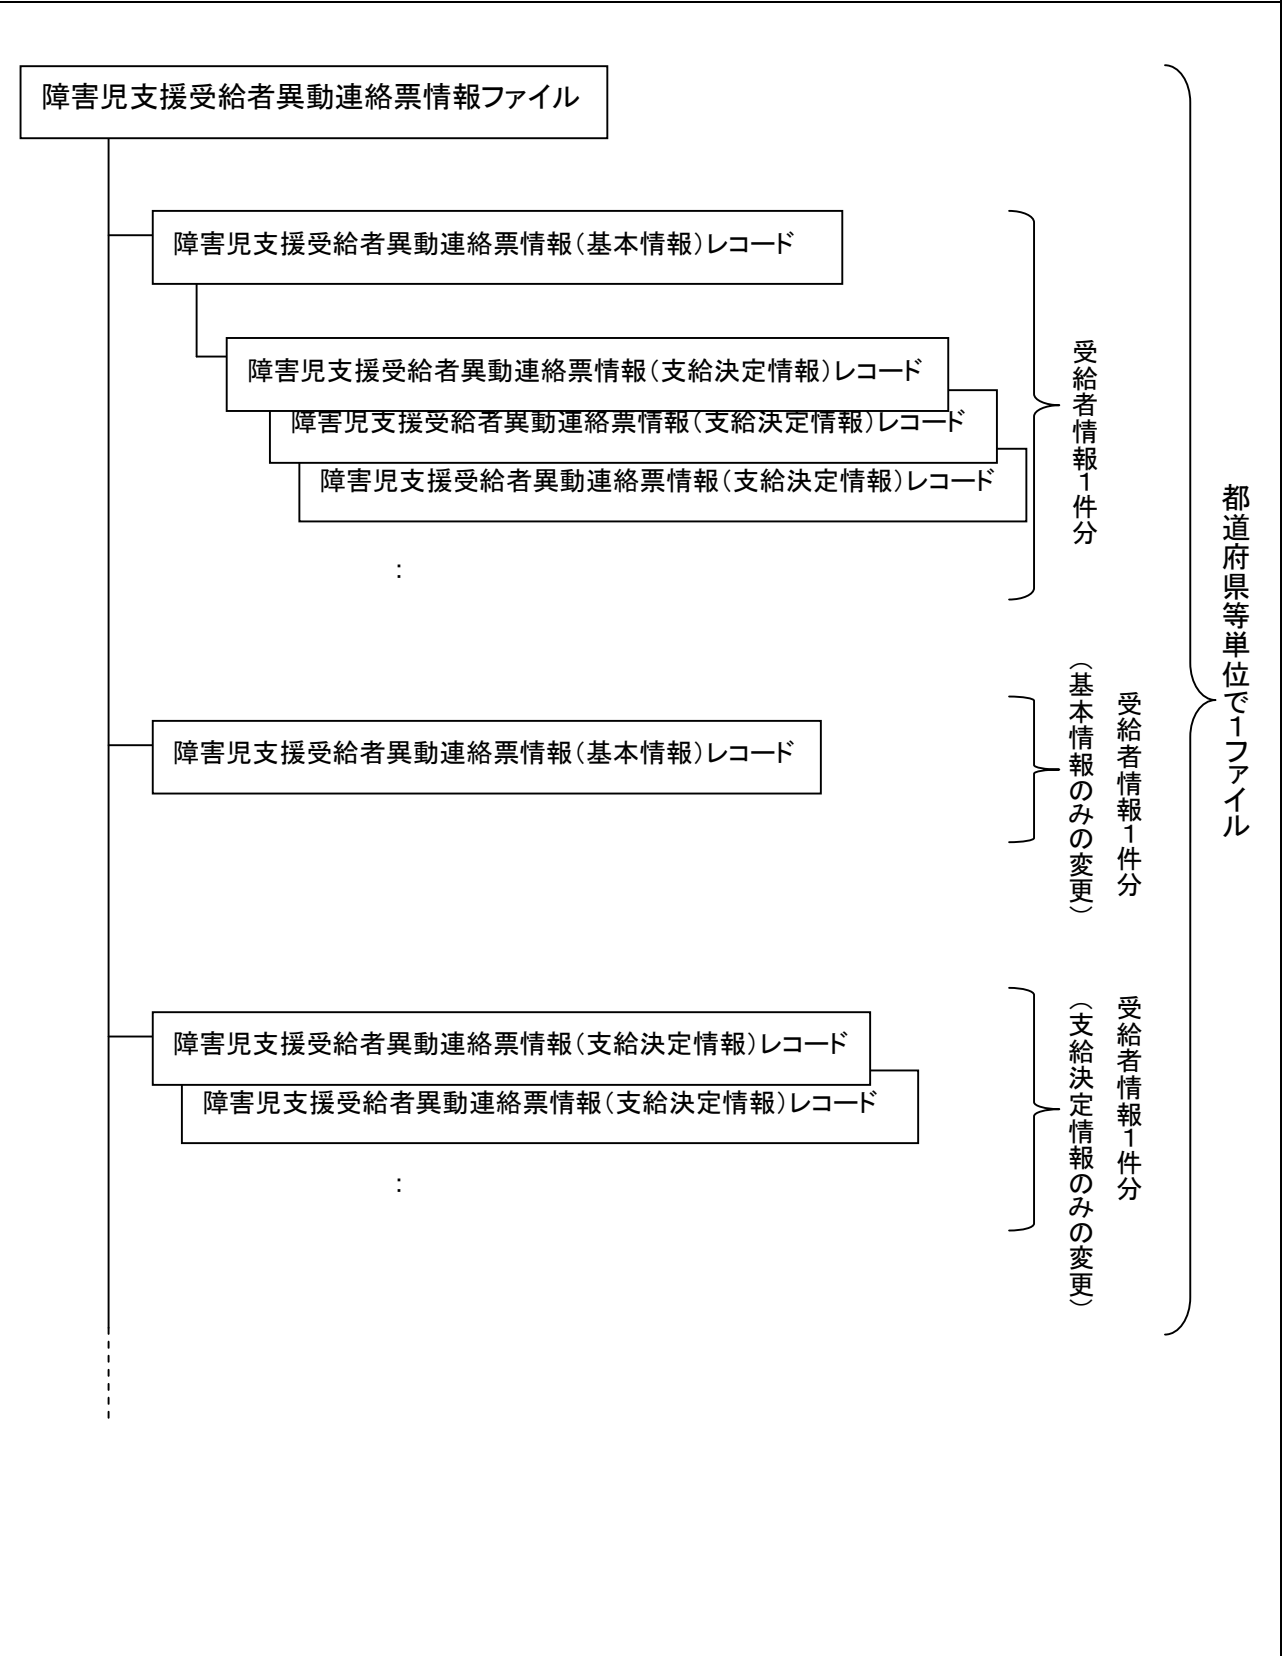 障害児支援受給者異動連絡票情報ファイル
障害児支援受給者異動連絡票情報（基本情報）レコード
障害児支援受給者異動連絡票情報（支給決定情報）レコード
障害児支援受給者異動連絡票情報（支給決定情報）レコード
障害児支援受給者異動連絡票情報（支給決定情報）レコード
：
受給者情報１件分
障害児支援受給者異動連絡票情報（基本情報）レコード
受給者情報１件分
（基本情報のみの変更）
障害児支援受給者異動連絡票情報（支給決定情報）レコード
障害児支援受給者異動連絡票情報（支給決定情報）レコード
：
受給者情報１件分
（支給決定情報のみの変更）
都道府県等単位で１ファイル